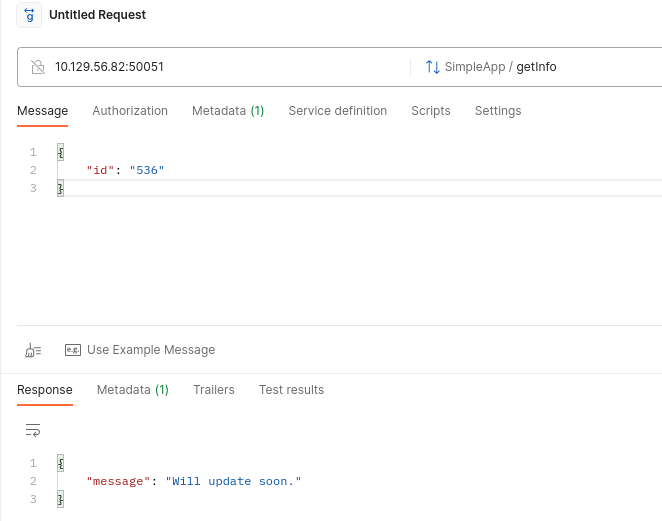 g
Untitled Request
10.129.56.82:50051
SimpleApp / getInfo
Message Authorization Metadata (1) Service definition Scripts Settings
1 {
2 "id": "536"
3 }
e.g. Use Example Message
Response Metadata (1) Trailers Test results
1 {
2 "message": "Will update soon."
3 }